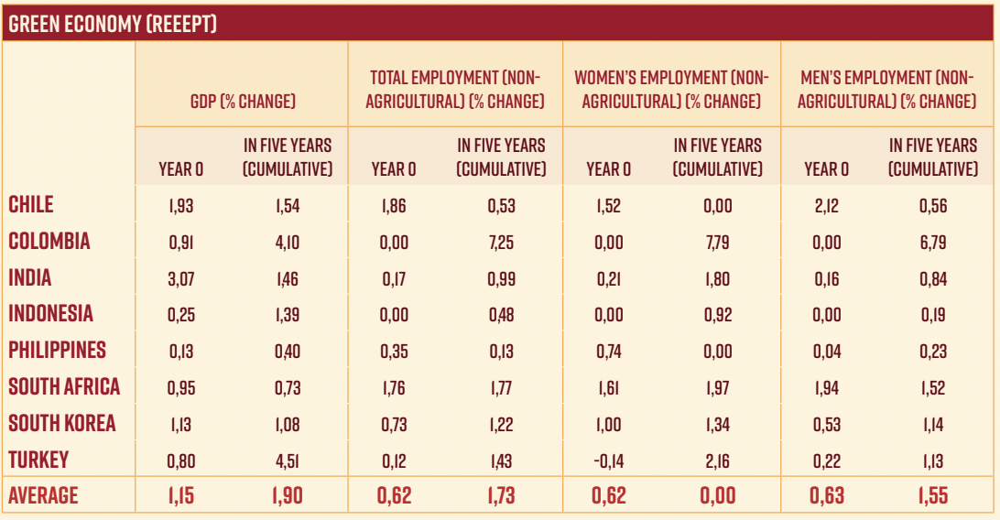 GREEN ECONOMY (REEEPT)
GDP (% CHANGE)
TOTAL EMPLOYMENT (NON-
AGRICULTURAL) (% CHANGE)
WOMEN'S EMPLOYMENT (NON-
AGRICULTURAL) (% CHANGE)
MEN'S EMPLOYMENT (NON-
AGRICULTURAL) (% CHANGE)
YEAR 0
IN FIVE YEARS
(CUMULATIVE)
YEAR 0
IN FIVE YEARS
(CUMULATIVE)
YEAR 0
IN FIVE YEARS
(CUMULATIVE)
YEAR 0
IN FIVE YEARS
(CUMULATIVE)
CHILE 1,93 1,54 1,86 0,53 1,52 0,00 2,12 0,56
COLOMBIA 0,91 4,10 0,00 7,25 0,00 7,79 0,00 6,79
INDIA 3,07 1,46 0,17 0,99 0,21 1,80 0,16 0,84
INDONESIA 0,25 1,39 0,00 0,48 0,00 0,92 0,00 0,19
PHILIPPINES 0,13 0,40 0,35 0,13 0,74 0,00 0,04 0,23
SOUTH AFRICA 0,95 0,73 1,76 1,77 1,61 1,97 1,94 1,52
SOUTH KOREA 1,13 1,08 0,73 1,22 1,00 1,34 0,53 1,14
TURKEY 0,80 4,51 0,12 1,43 -0,14 2,16 0,22 1,13
AVERAGE 1,15 1,90 0,62 1,73 0,62 0,00 0,63 1,55